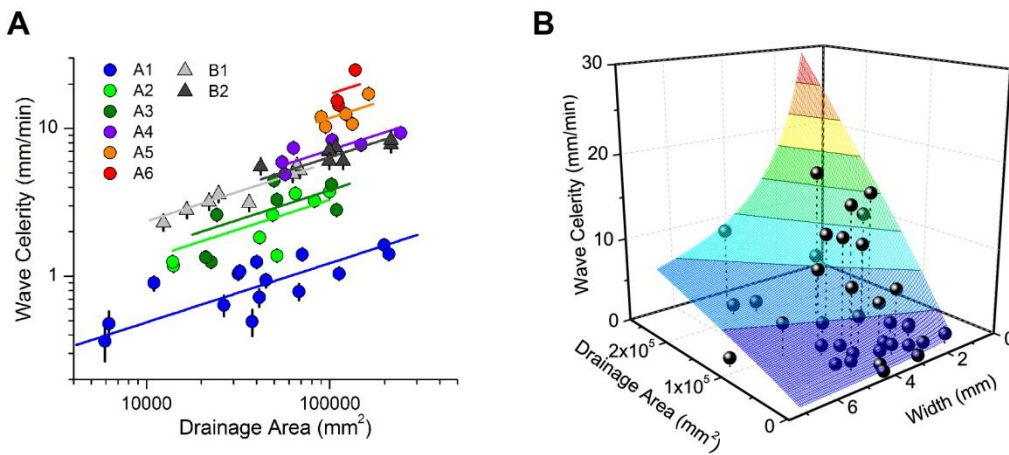 A
A1
A2
A3
A4
A5
A6
B1
B2
10
1
Wave Celerity (mm/min)
10000
100000
Drainage Area (mm²)
B
30
20
10
0
Wave Celerity (mm/min)
2x10⁵
1x10⁵
0
Drainage Area (mm²)
6
4
2
0
Width (mm)